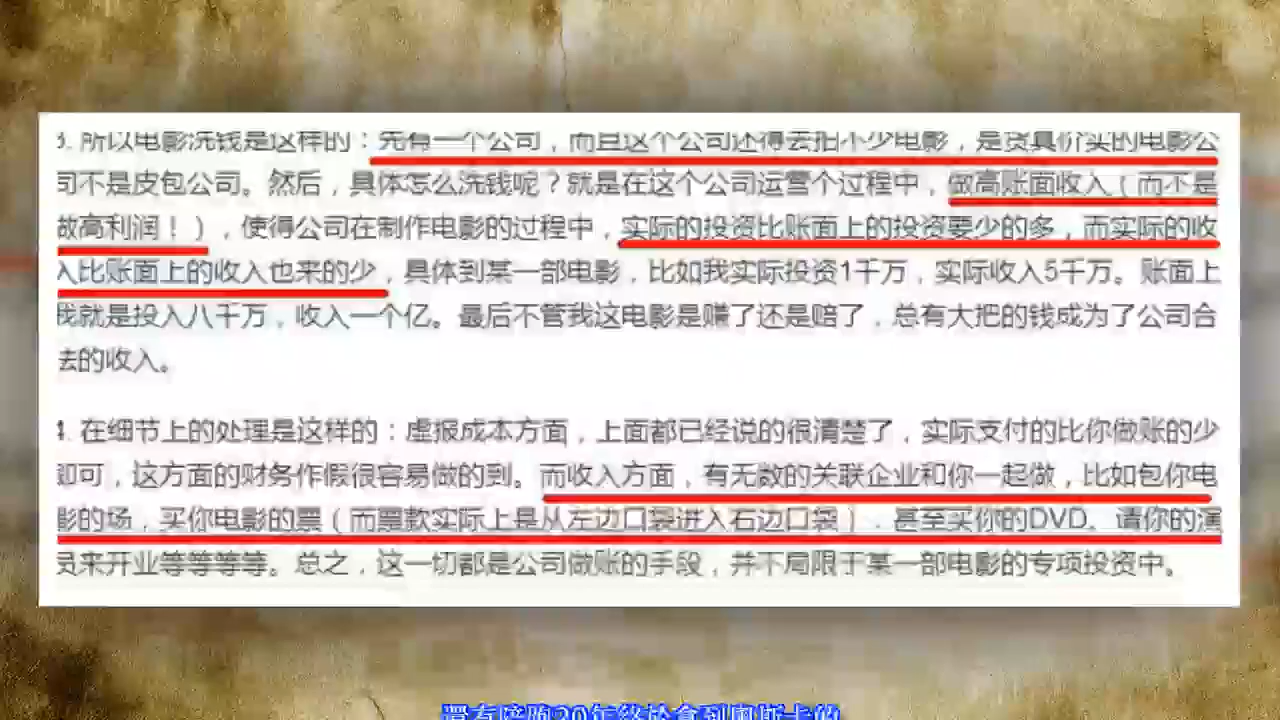 3. 所以电影洗钱是这样的：先有一个公司，而且这个公司还得去拍不少电影，是货真价实的电影公
司不是皮包公司。然后，具体怎么洗钱呢？就是在这个公司运营个过程中，做高账面收入（而不是
做高利润！），使得公司在制作电影的过程中，实际的投资比账面上的投资要少的多，而实际的收
入比账面上的收入也来的少，具体到某一部电影，比如我实际投资1千万，实际收入5千万。账面上
我就是投入八千万，收入一个亿。最后不管我这电影是赚了还是赔了，总有大把的钱成为了公司合
法的收入。
4. 在细节上的处理是这样的：虚报成本方面，上面都已经说的很清楚了，实际支付的比你做账的少
即可，这方面的财务作假很容易做的到。而收入方面，有无数的关联企业和你一起做，比如包你电
影的场，买你电影的票（而票款实际上是从左边口袋进入右边口袋），甚至买你的DVD。请你的演
员来开业等等等等。总之，这一切都是公司做账的手段，并不局限于某一部电影的专项投资中。
還有陪跑20年終於拿到奧斯卡的